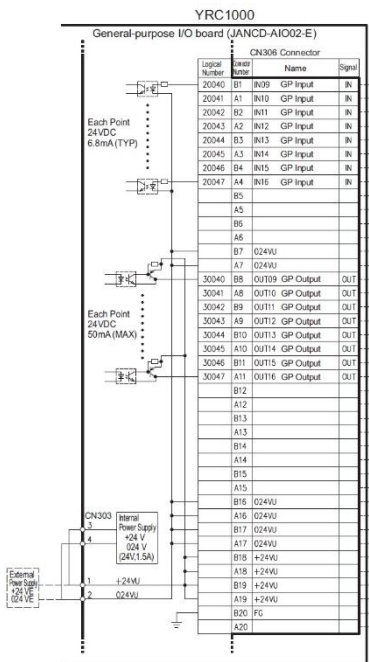 YRC1000
General-purpose I/O board (JANCD-AIO02-E)
CN306 Connector
Logical Number Connector Number Name Signal
20040 B1 IN09 GP Input IN
20041 A1 IN10 GP Input IN
20042 B2 IN11 GP Input IN
20043 A2 IN12 GP Input IN
20044 B3 IN13 GP Input IN
20045 A3 IN14 GP Input IN
20046 B4 IN15 GP Input IN
20047 A4 IN16 GP Input IN
Each Point
24VDC
6.8mA (TYP)
B5
A5
B6
A6
B7 024VU
A7 024VU
30040 B8 OUT09 GP Output OUT
30041 A8 OUT10 GP Output OUT
30042 B9 OUT11 GP Output OUT
30043 A9 OUT12 GP Output OUT
30044 B10 OUT13 GP Output OUT
30045 A10 OUT14 GP Output OUT
30046 B11 OUT15 GP Output OUT
30047 A11 OUT16 GP Output OUT
Each Point
24VDC
50mA (MAX)
B12
A12
B13
A13
B14
A14
B15
A15
B16 024VU
A16 024VU
B17 024VU
A17 024VU
B18 +24VU
A18 +24VU
B19 +24VU
A19 +24VU
B20 FG
A20
CN303
3
4
Internal
Power Supply
+24 V
024 V
(24V,1.5A)
1 +24VU
2 024VU
External
Power Supply
+24 VE
024 VE